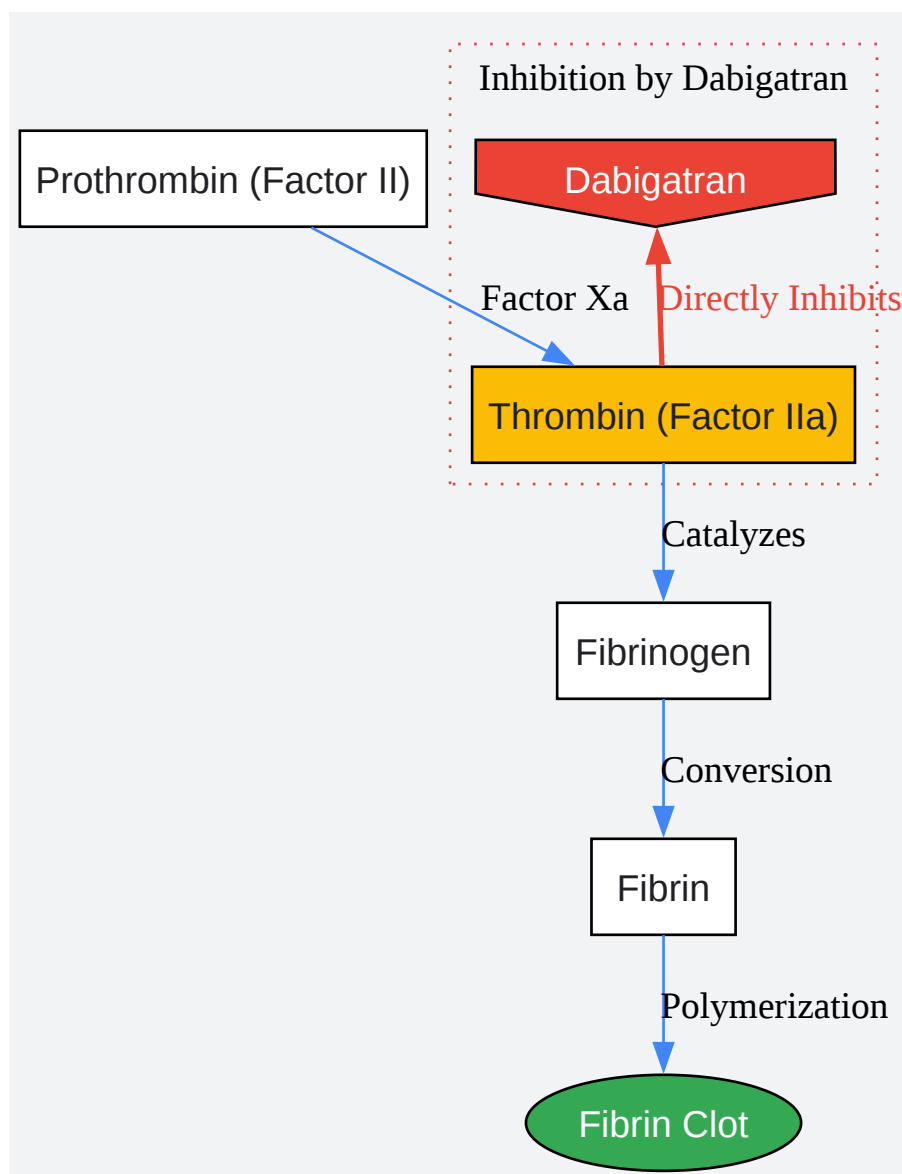 Inhibition by Dabigatran
Prothrombin (Factor II)
Dabigatran
Factor Xa
Directly Inhibits
Thrombin (Factor IIa)
Catalyzes
Fibrinogen
Conversion
Fibrin
Polymerization
Fibrin Clot